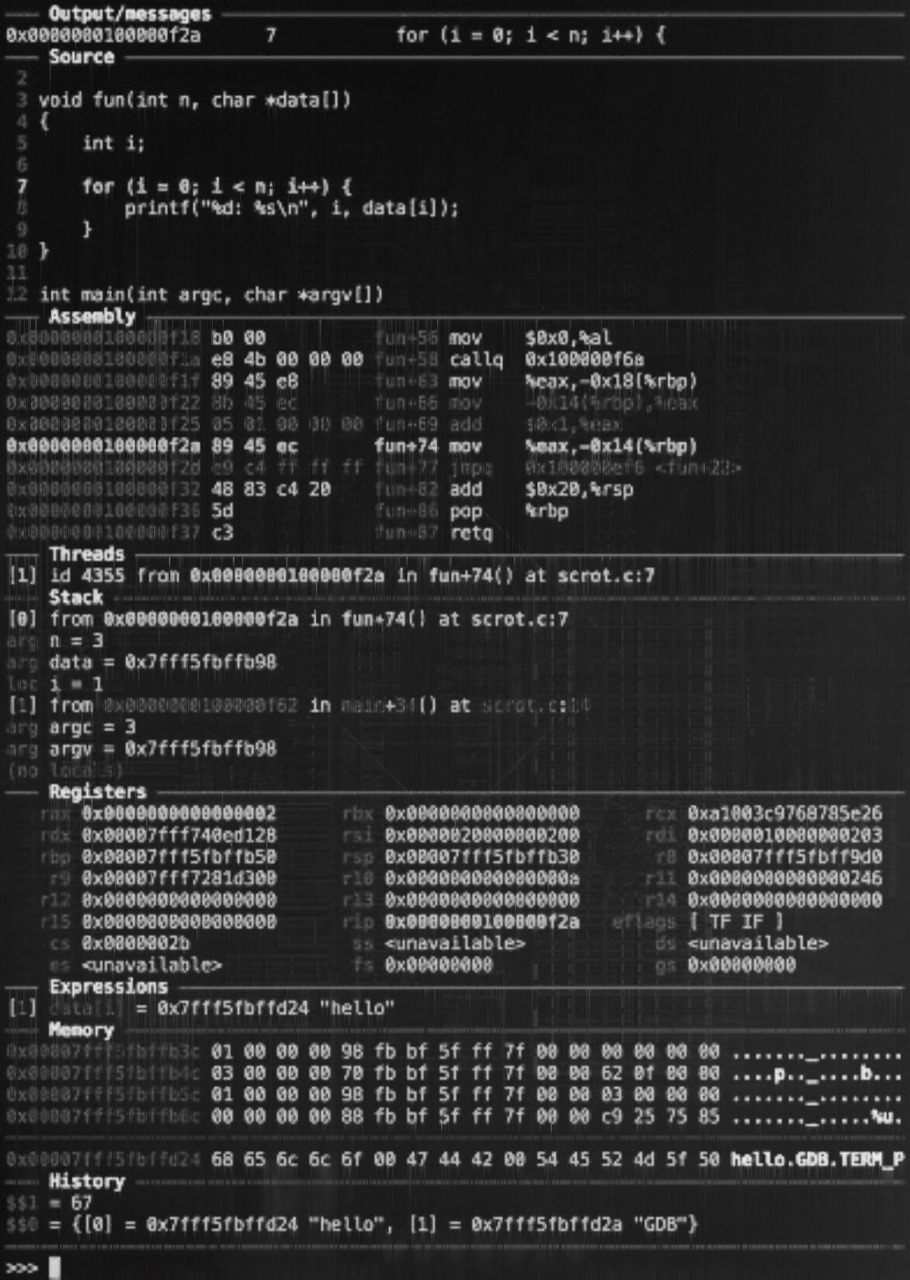 Output/messages
0x0000000100000f2a 7 for (i = 0; i < n; i++) {
Source
2
3 void fun(int n, char *data[])
4 {
5 int i;
6
7 for (i = 0; i < n; i++) {
8 printf("%d: %s\n", i, data[i]);
9 }
10 }
11
12 int main(int argc, char *argv[])
Assembly
0x0000000100000f18 b0 00 fun+56 mov $0x0,%al
0x0000000100000f1a e8 4b 00 00 00 fun+58 callq 0x100000f6a
0x0000000100000f1f 89 45 e8 fun+63 mov %eax,-0x18(%rbp)
0x0000000100000f22 8b 45 ec fun+66 mov -0x14(%rbp),%eax
0x0000000100000f25 05 01 00 00 00 fun+69 add $0x1,%eax
0x0000000100000f2a 89 45 ec fun+74 mov %eax,-0x14(%rbp)
0x0000000100000f2d e9 c4 ff ff ff fun+77 jmpq 0x100000ef6 <fun+22>
0x0000000100000f32 48 83 c4 20 fun+82 add $0x20,%rsp
0x0000000100000f36 5d fun+86 pop %rbp
0x0000000100000f37 c3 fun+87 retq
Threads
[1] id 4355 from 0x0000000100000f2a in fun+74() at scrot.c:7
Stack
[0] from 0x0000000100000f2a in fun+74() at scrot.c:7
arg n = 3
arg data = 0x7fff5fbffb98
loc i = 1
[1] from 0x0000000100000f62 in main+34() at scrot.c:14
arg argc = 3
arg argv = 0x7fff5fbffb98
(no locals)
Registers
rax 0x0000000000000002 rbx 0x0000000000000000 rcx 0xa1003c9768785e26
rdx 0x00007fff740ed128 rsi 0x0000020000000200 rdi 0x0000010000000203
rbp 0x00007fff5fbffb50 rsp 0x00007fff5fbffb30 r8 0x00007fff5fbff9d0
r9 0x00007fff7281d300 r10 0x000000000000000a r11 0x0000000000000246
r12 0x0000000000000000 r13 0x0000000000000000 r14 0x0000000000000000
r15 0x0000000000000000 rip 0x0000000100000f2a eflags [ TF IF ]
cs 0x0000002b ss <unavailable> ds <unavailable>
es <unavailable> fs 0x00000000 gs 0x00000000
Expressions
[1] data[i] = 0x7fff5fbffd24 "hello"
Memory
0x00007fff5fbffb3c 01 00 00 00 98 fb bf 5f ff 7f 00 00 00 00 00 00 ......._........
0x00007fff5fbffb4c 03 00 00 00 70 fb bf 5f ff 7f 00 00 62 0f 00 00 ....p.._....b...
0x00007fff5fbffb5c 01 00 00 00 98 fb bf 5f ff 7f 00 00 03 00 00 00 ......._........
0x00007fff5fbffb6c 00 00 00 00 88 fb bf 5f ff 7f 00 00 c9 25 75 85 ......._.....%u.
0x00007fff5fbffd24 68 65 6c 6c 6f 00 47 44 42 00 54 45 52 4d 5f 50 hello.GDB.TERM_P
History
$$1 = 67
$$0 = {[0] = 0x7fff5fbffd24 "hello", [1] = 0x7fff5fbffd2a "GDB"}
>>>